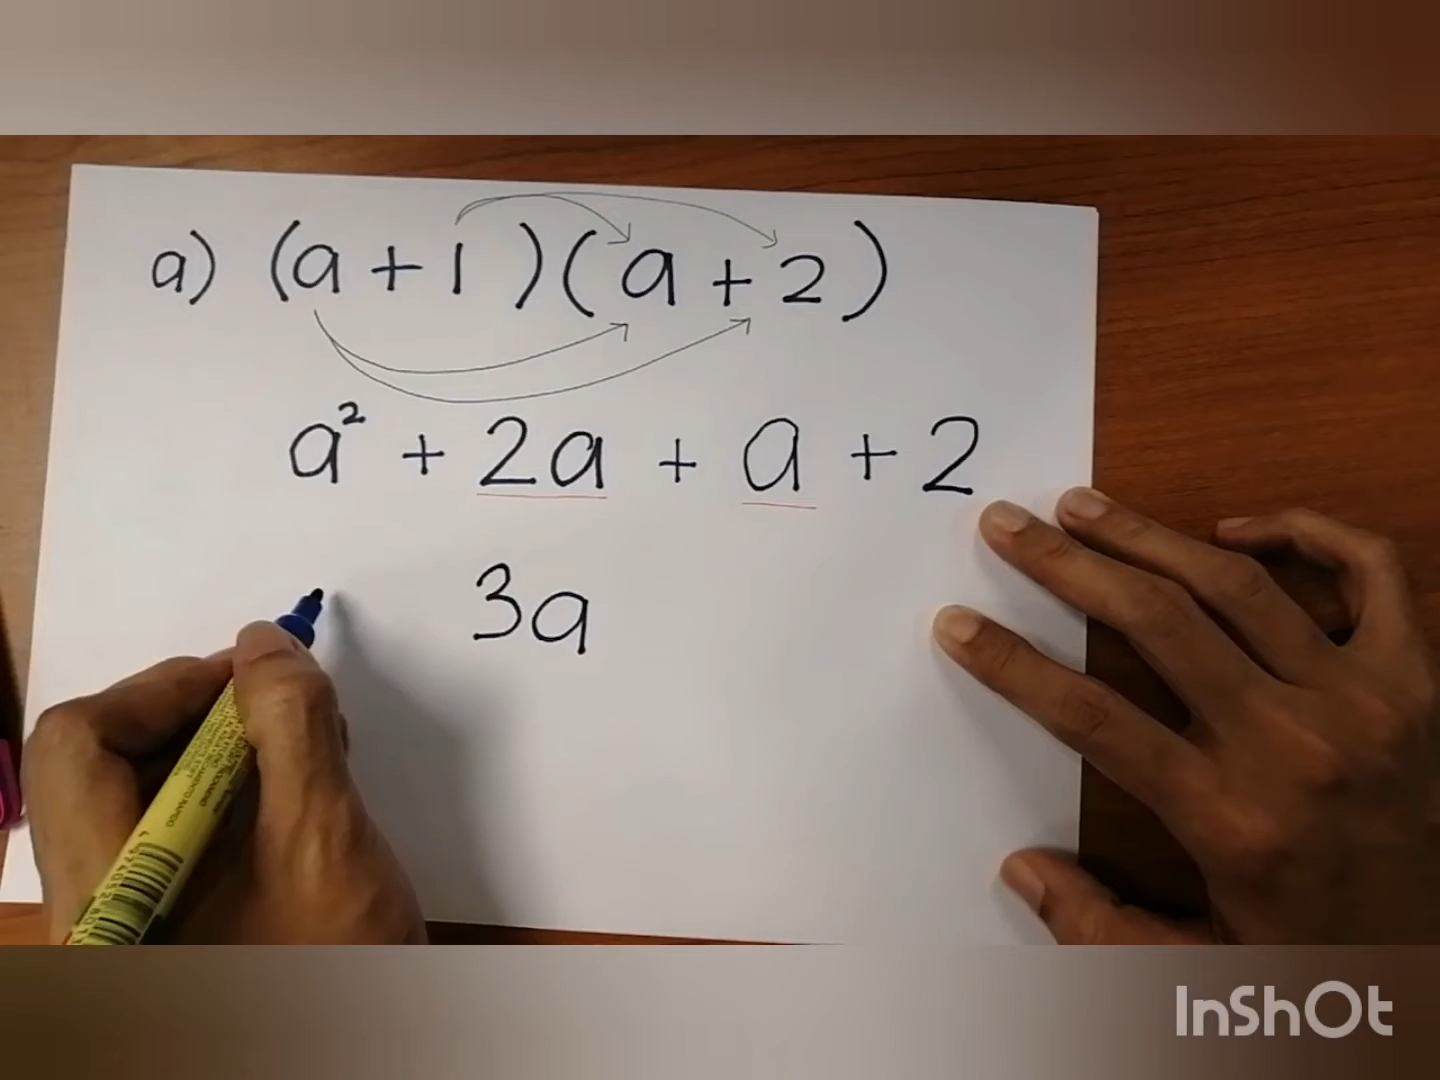 a) (a + 1)(a + 2)
a² + 2a + a + 2
3a
InShOt